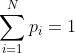 \sum_{i=1}^{N} p_i = 1